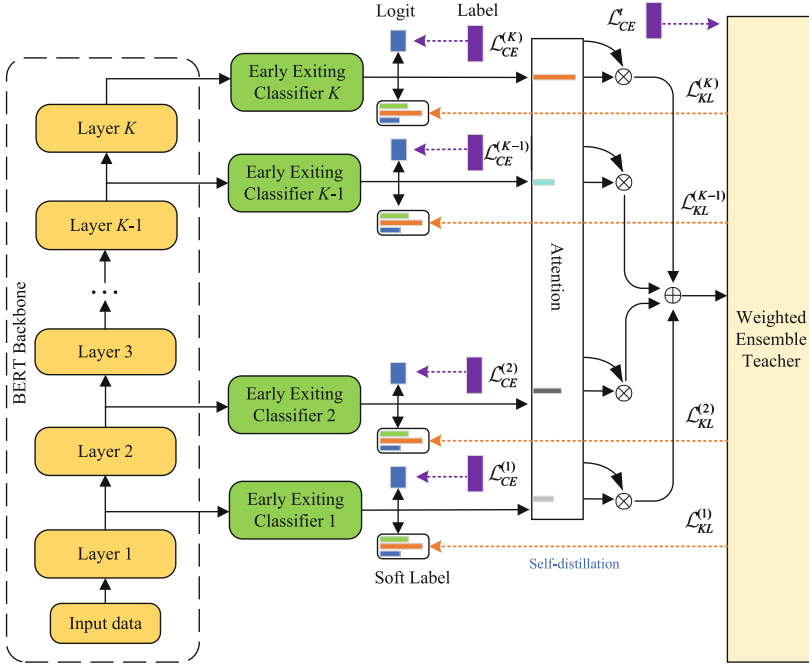 Logit
Label
ℒ_CE^(K)
ℒ'_CE
Early Exiting
Classifier K
ℒ_KL^(K)
Layer K
Early Exiting
Classifier K-1
ℒ_CE^(K-1)
ℒ_KL^(K-1)
Layer K-1
...
Attention
BERT Backbone
Weighted
Ensemble
Teacher
Layer 3
Early Exiting
Classifier 2
ℒ_CE^(2)
ℒ_KL^(2)
Layer 2
Early Exiting
Classifier 1
ℒ_CE^(1)
ℒ_KL^(1)
Layer 1
Soft Label
Self-distillation
Input data